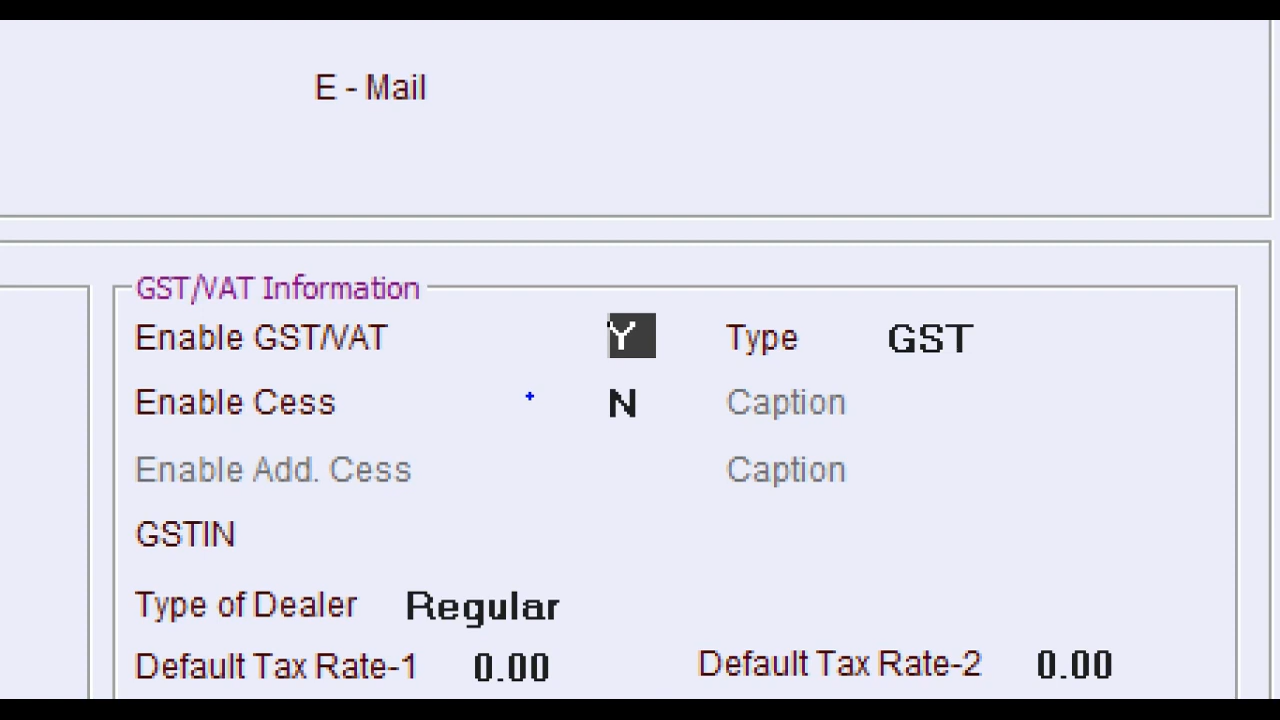 E - Mail
GST/VAT Information
Enable GST/VAT Y Type GST
Enable Cess N Caption
Enable Add. Cess Caption
GSTIN
Type of Dealer Regular
Default Tax Rate-1 0.00 Default Tax Rate-2 0.00